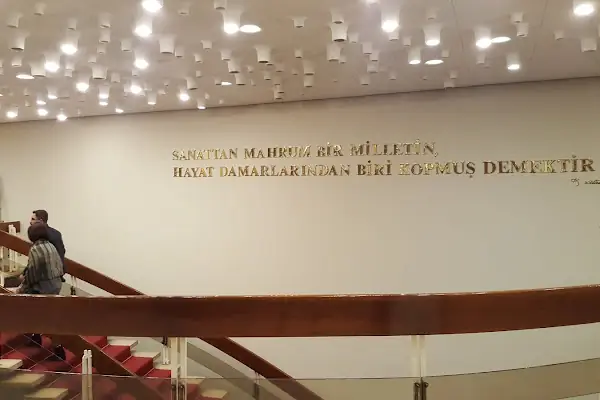 SANATTAN MAHRUM BİR MİLLETİN,
HAYAT DAMARLARINDAN BİRİ KOPMUŞ DEMEKTİR